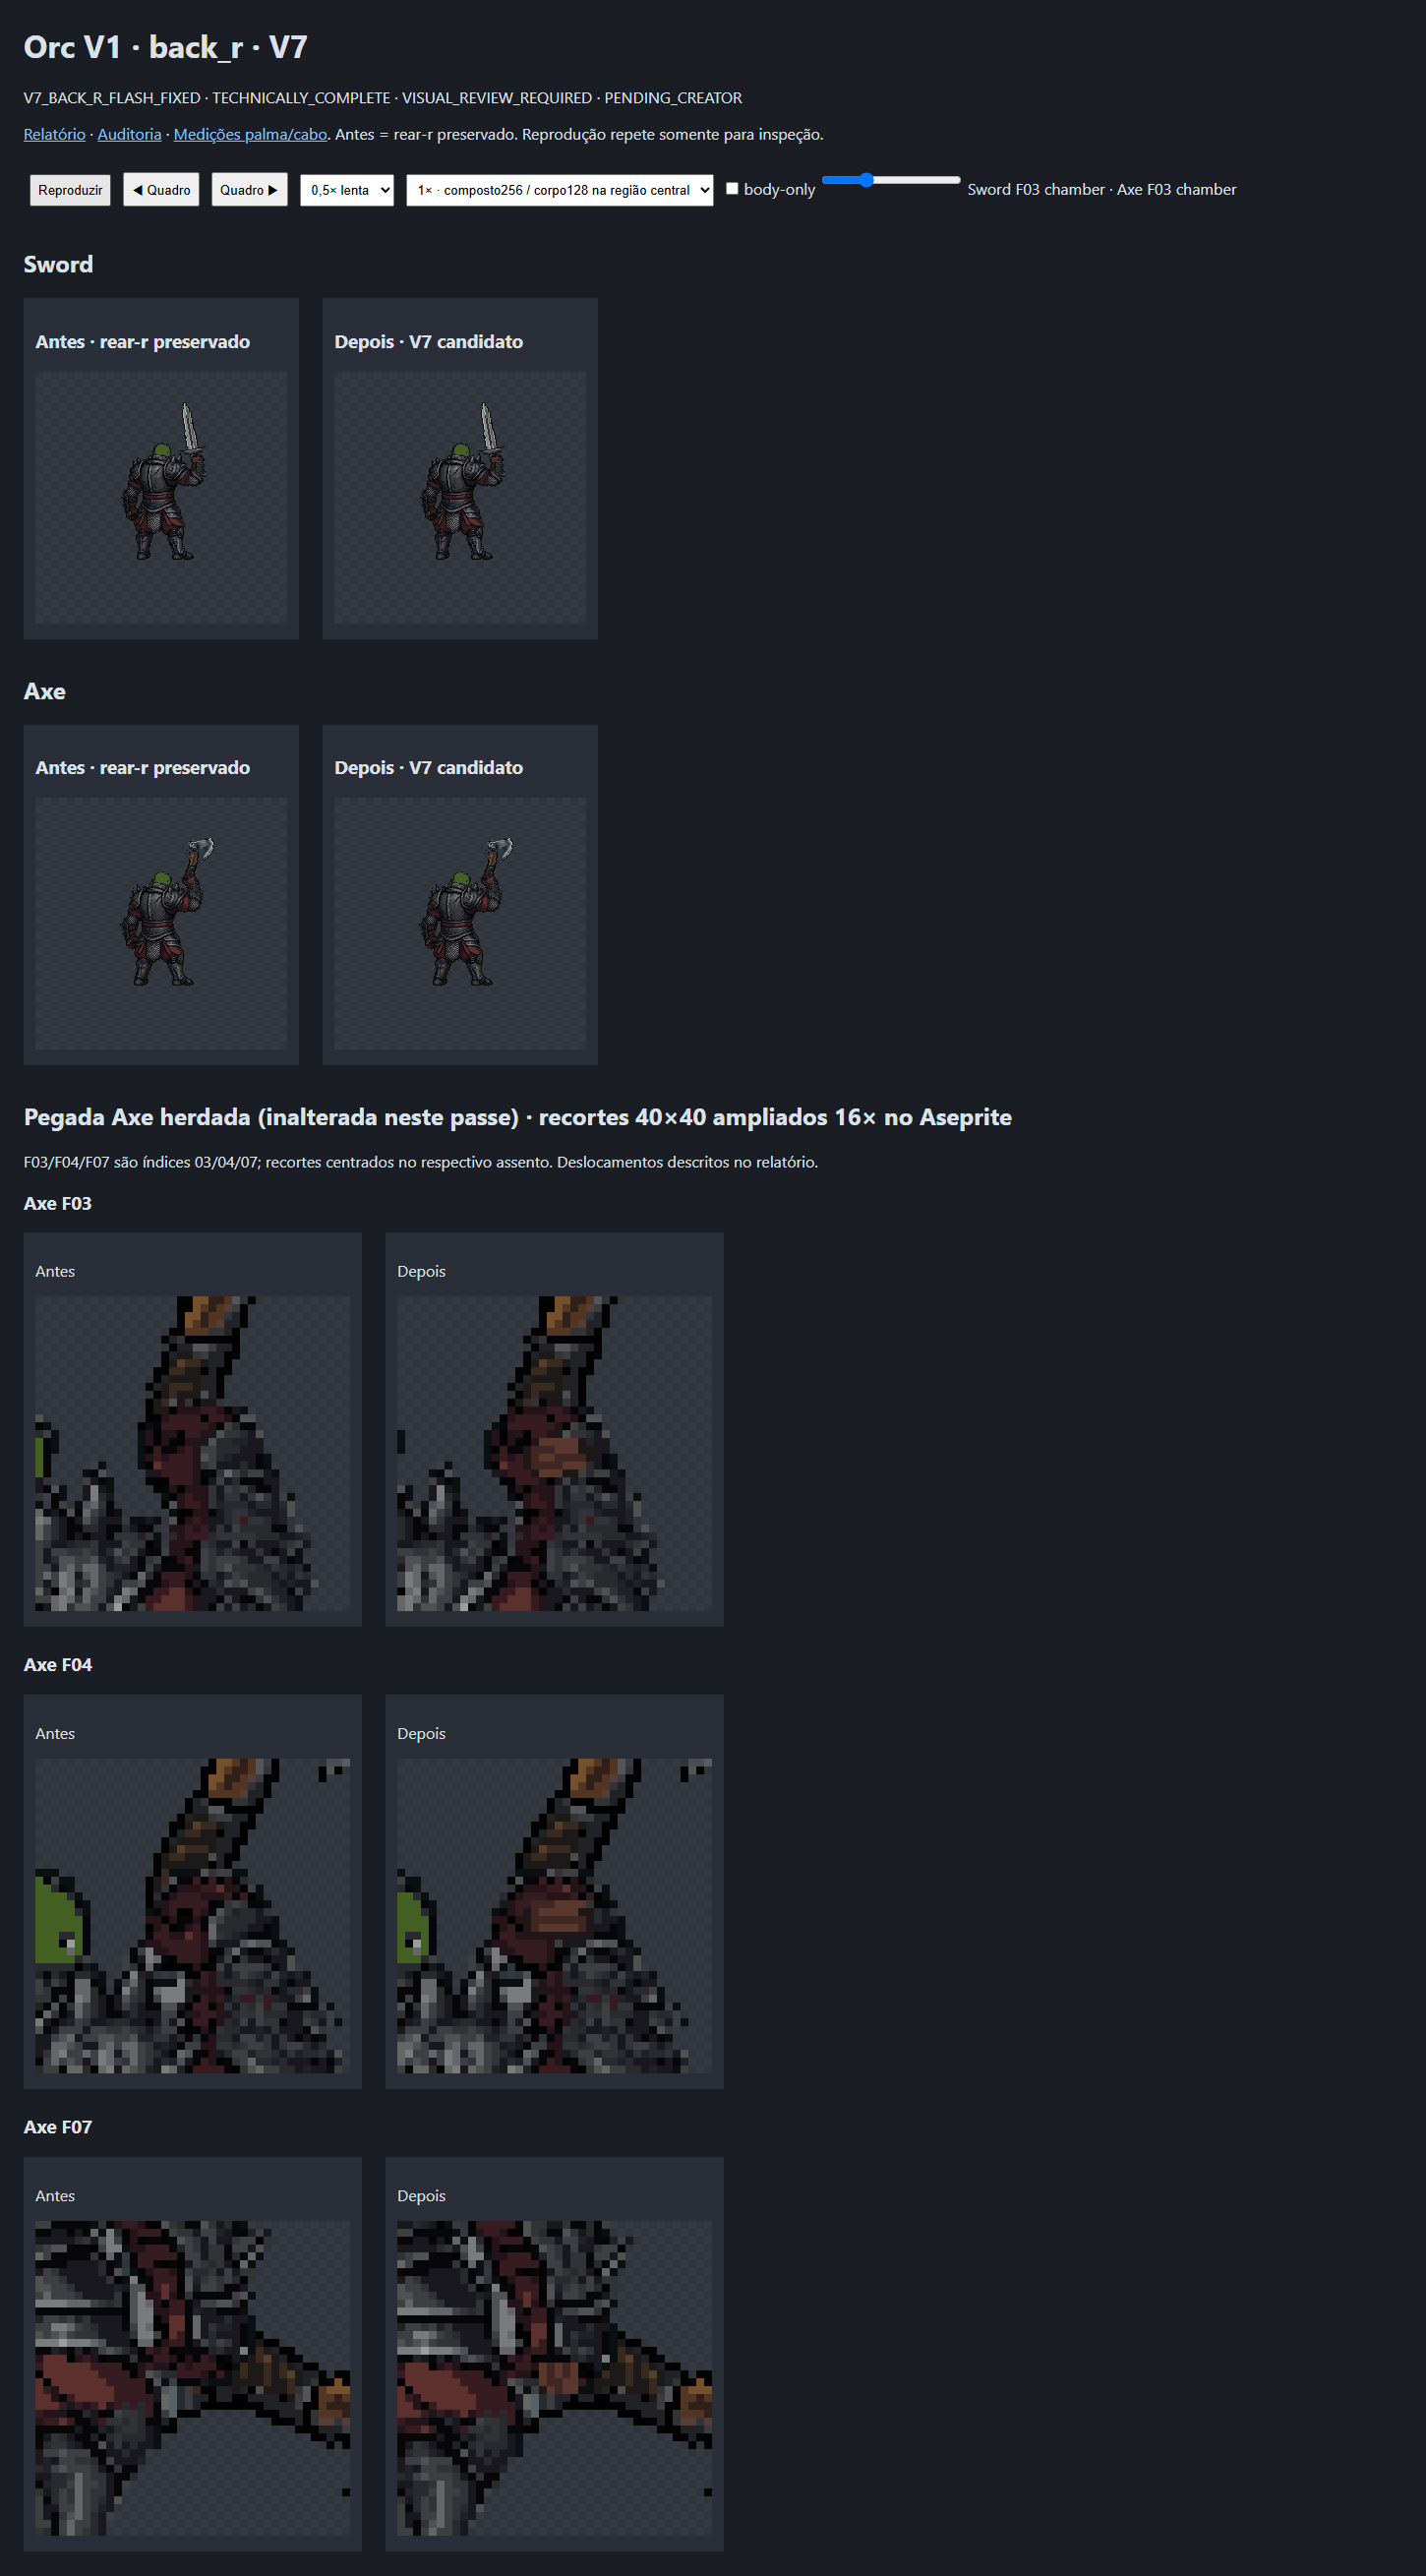 Orc V1 · back_r · V7
V7_BACK_R_FLASH_FIXED · TECHNICALLY_COMPLETE · VISUAL_REVIEW_REQUIRED · PENDING_CREATOR
Relatório · Auditoria · Medições palma/cabo. Antes = rear-r preservado. Reprodução repete somente para inspeção.
Reproduzir ◀ Quadro Quadro ▶ 0,5× lenta 1× · composto256 / corpo128 na região central body-only Sword F03 chamber · Axe F03 chamber
Sword
Antes · rear-r preservado Depois · V7 candidato
Axe
Antes · rear-r preservado Depois · V7 candidato
Pegada Axe herdada (inalterada neste passe) · recortes 40×40 ampliados 16× no Aseprite
F03/F04/F07 são índices 03/04/07; recortes centrados no respectivo assento. Deslocamentos descritos no relatório.
Axe F03
Antes Depois
Axe F04
Antes Depois
Axe F07
Antes Depois